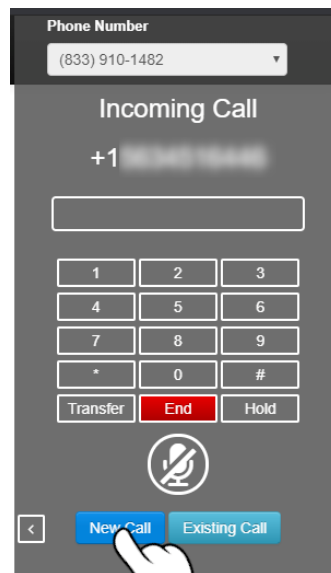 Phone Number
(833) 910-1482
Incoming Call
+1
1 2 3
4 5 6
7 8 9
* 0 #
Transfer End Hold
< New Call Existing Call